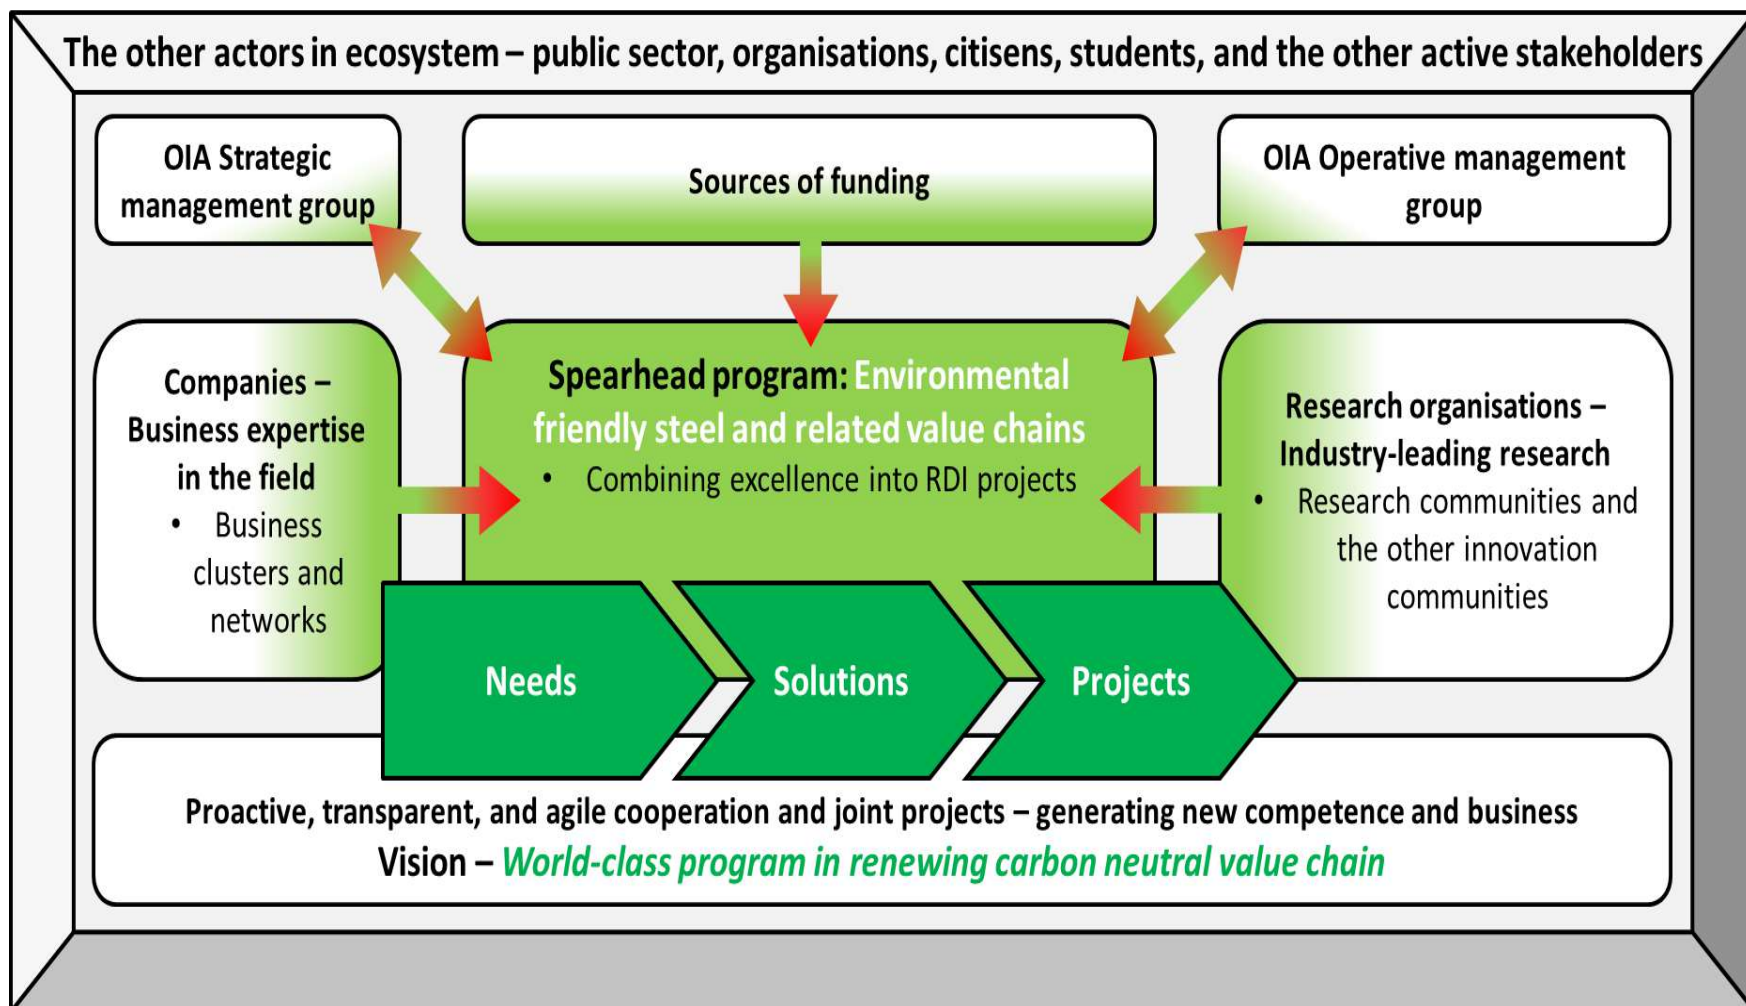 The other actors in ecosystem – public sector, organisations, citisens, students, and the other active stakeholders
OIA Strategic
management group
Sources of funding
OIA Operative management
group
Companies –
Business expertise
in the field
• Business
clusters and
networks
Spearhead program: Environmental
friendly steel and related value chains
• Combining excellence into RDI projects
Research organisations –
Industry-leading research
• Research communities and
the other innovation
communities
Needs
Solutions
Projects
Proactive, transparent, and agile cooperation and joint projects – generating new competence and business
Vision – World-class program in renewing carbon neutral value chain